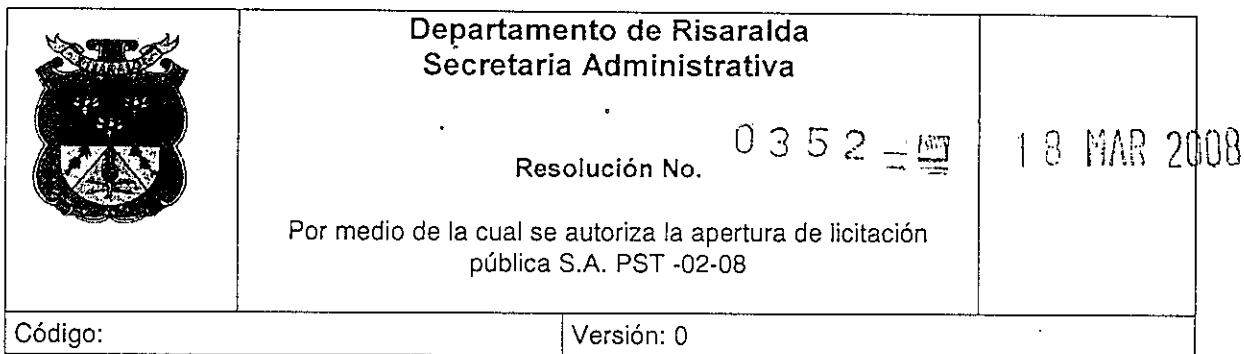 Departamento de Risaralda
Secretaria Administrativa
Resolución No. 0352
18 MAR 2008
Por medio de la cual se autoriza la apertura de licitación
pública S.A. PST -02-08
Código:
Versión: 0